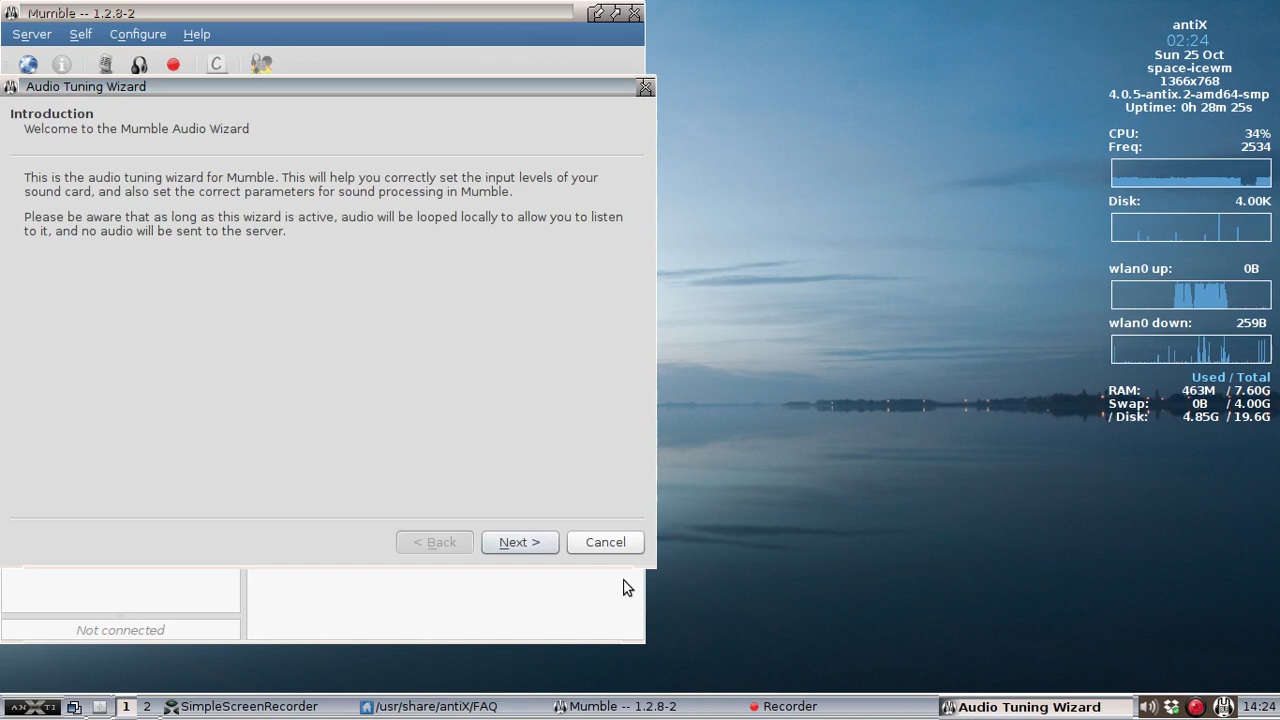 Mumble -- 1.2.8-2
Server Self Configure Help
C
Audio Tuning Wizard
Introduction
Welcome to the Mumble Audio Wizard
This is the audio tuning wizard for Mumble. This will help you correctly set the input levels of your
sound card, and also set the correct parameters for sound processing in Mumble.
Please be aware that as long as this wizard is active, audio will be looped locally to allow you to listen
to it, and no audio will be sent to the server.
< Back Next > Cancel
Not connected
antiX
02:24
Sun 25 Oct
space-icewm
1366x768
4.0.5-antix.2-amd64-smp
Uptime: 0h 28m 25s
CPU: 34%
Freq: 2534
Disk: 4.00K
wlan0 up: 0B
wlan0 down: 259B
Used / Total
RAM: 463M / 7.60G
Swap: 0B / 4.00G
/ Disk: 4.85G / 19.6G
1 2 SimpleScreenRecorder /usr/share/antiX/FAQ Mumble -- 1.2.8-2 Recorder Audio Tuning Wizard 14:24